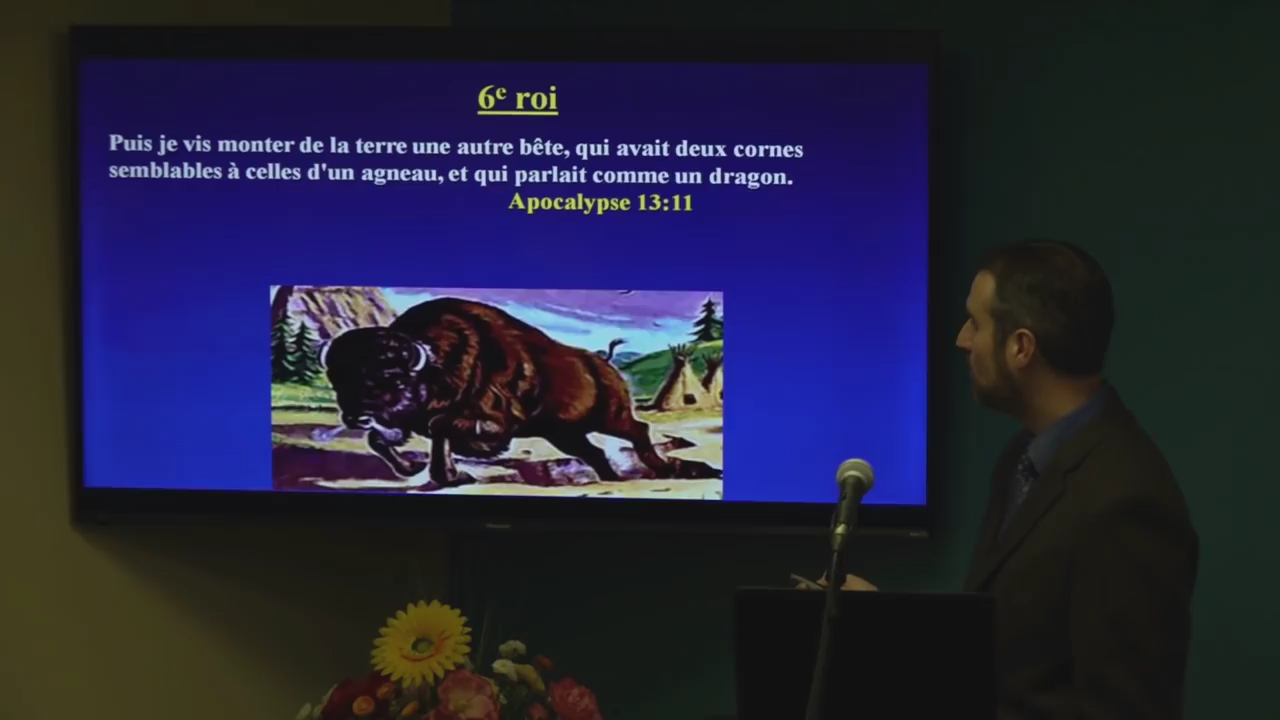 6e roi
Puis je vis monter de la terre une autre bête, qui avait deux cornes
semblables à celles d'un agneau, et qui parlait comme un dragon.
Apocalypse 13:11